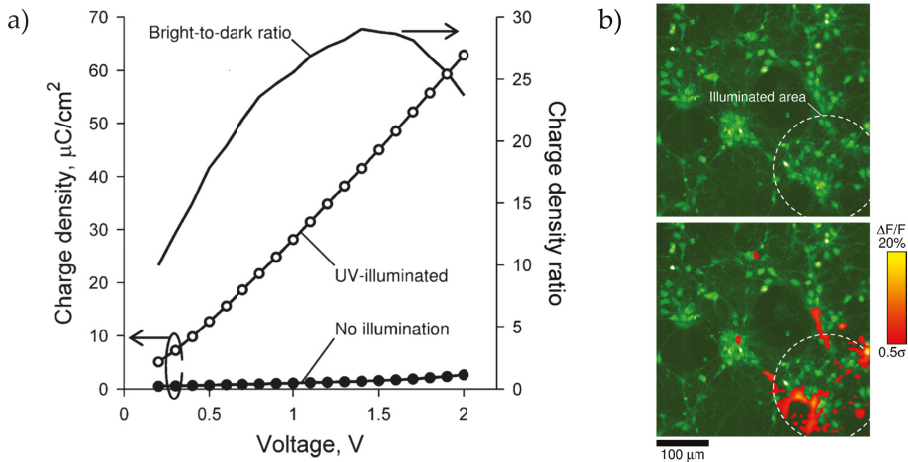 a)
Charge density, μC/cm²
70
60
50
40
30
20
10
0
Bright-to-dark ratio
UV-illuminated
No illumination
30
25
20
15
10
5
0
Charge density ratio
0
0.5
1
1.5
2
Voltage, V
b)
Illuminated area
ΔF/F
20%
0.5σ
100 μm